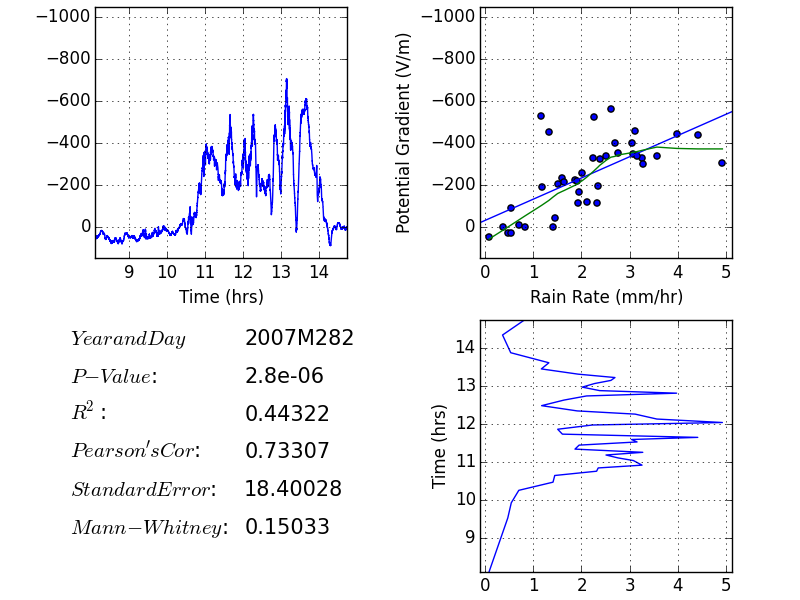 −1000
−800
−600
−400
−200
0
9 10 11 12 13 14
Time (hrs)
Potential Gradient (V/m)
−1000
−800
−600
−400
−200
0
0 1 2 3 4 5
Rain Rate (mm/hr)
YearandDay 2007M282
P−Value: 2.8e-06
R²: 0.44322
Pearson'sCor: 0.73307
StandardError: 18.40028
Mann−Whitney: 0.15033
Time (hrs)
14
13
12
11
10
9
0 1 2 3 4 5